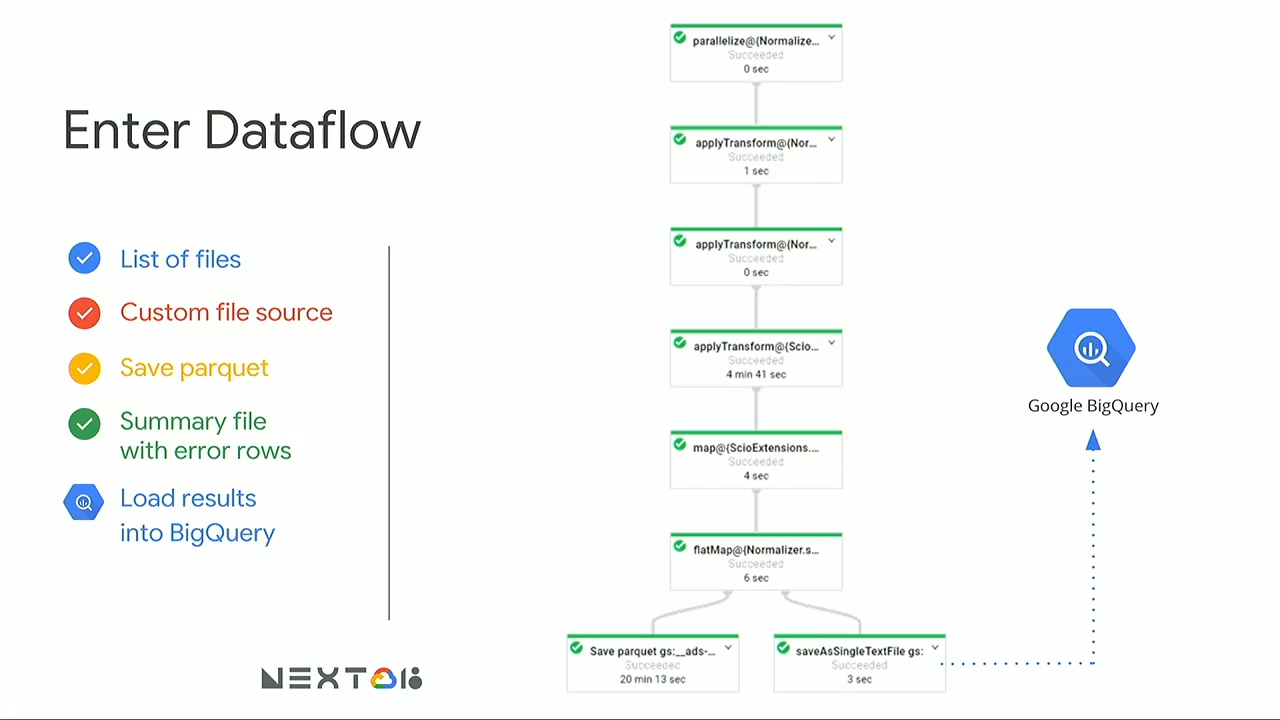 Enter Dataflow
List of files
Custom file source
Save parquet
Summary file
with error rows
Load results
into BigQuery
NEXT 18
parallelize@{Normalize...
Succeeded
0 sec
applyTransform@{Nor...
Succeeded
1 sec
applyTransform@{Nor...
Succeeded
0 sec
applyTransform@{Scio...
Succeeded
4 min 41 sec
map@{ScioExtensions....
Succeeded
4 sec
flatMap@{Normalizer.s...
Succeeded
6 sec
Save parquet gs:__ads-...
Succeeded
20 min 13 sec
saveAsSingleTextFile gs:
Succeeded
3 sec
Google BigQuery